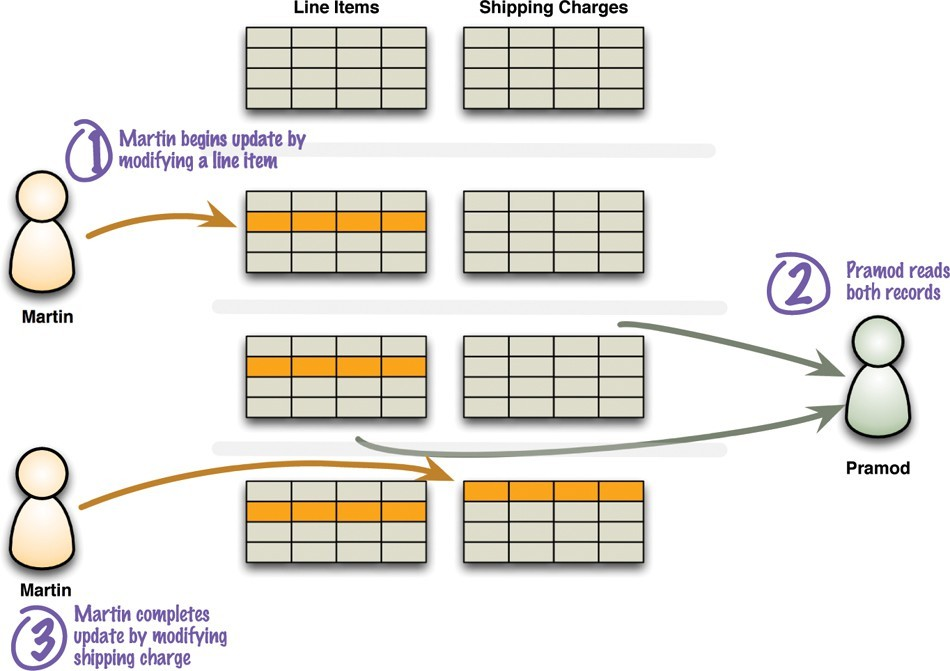 Line Items
Shipping Charges
1
Martin begins update by
modifying a line item
Martin
2
Pramod reads
both records
Pramod
Martin
3
Martin completes
update by modifying
shipping charge